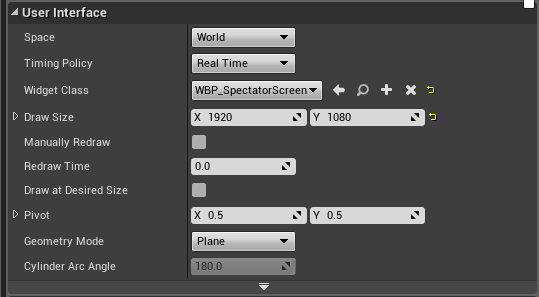 User Interface
Space World
Timing Policy Real Time
Widget Class WBP_SpectatorScreen
Draw Size X 1920 Y 1080
Manually Redraw
Redraw Time 0.0
Draw at Desired Size
Pivot X 0.5 Y 0.5
Geometry Mode Plane
Cylinder Arc Angle 180.0